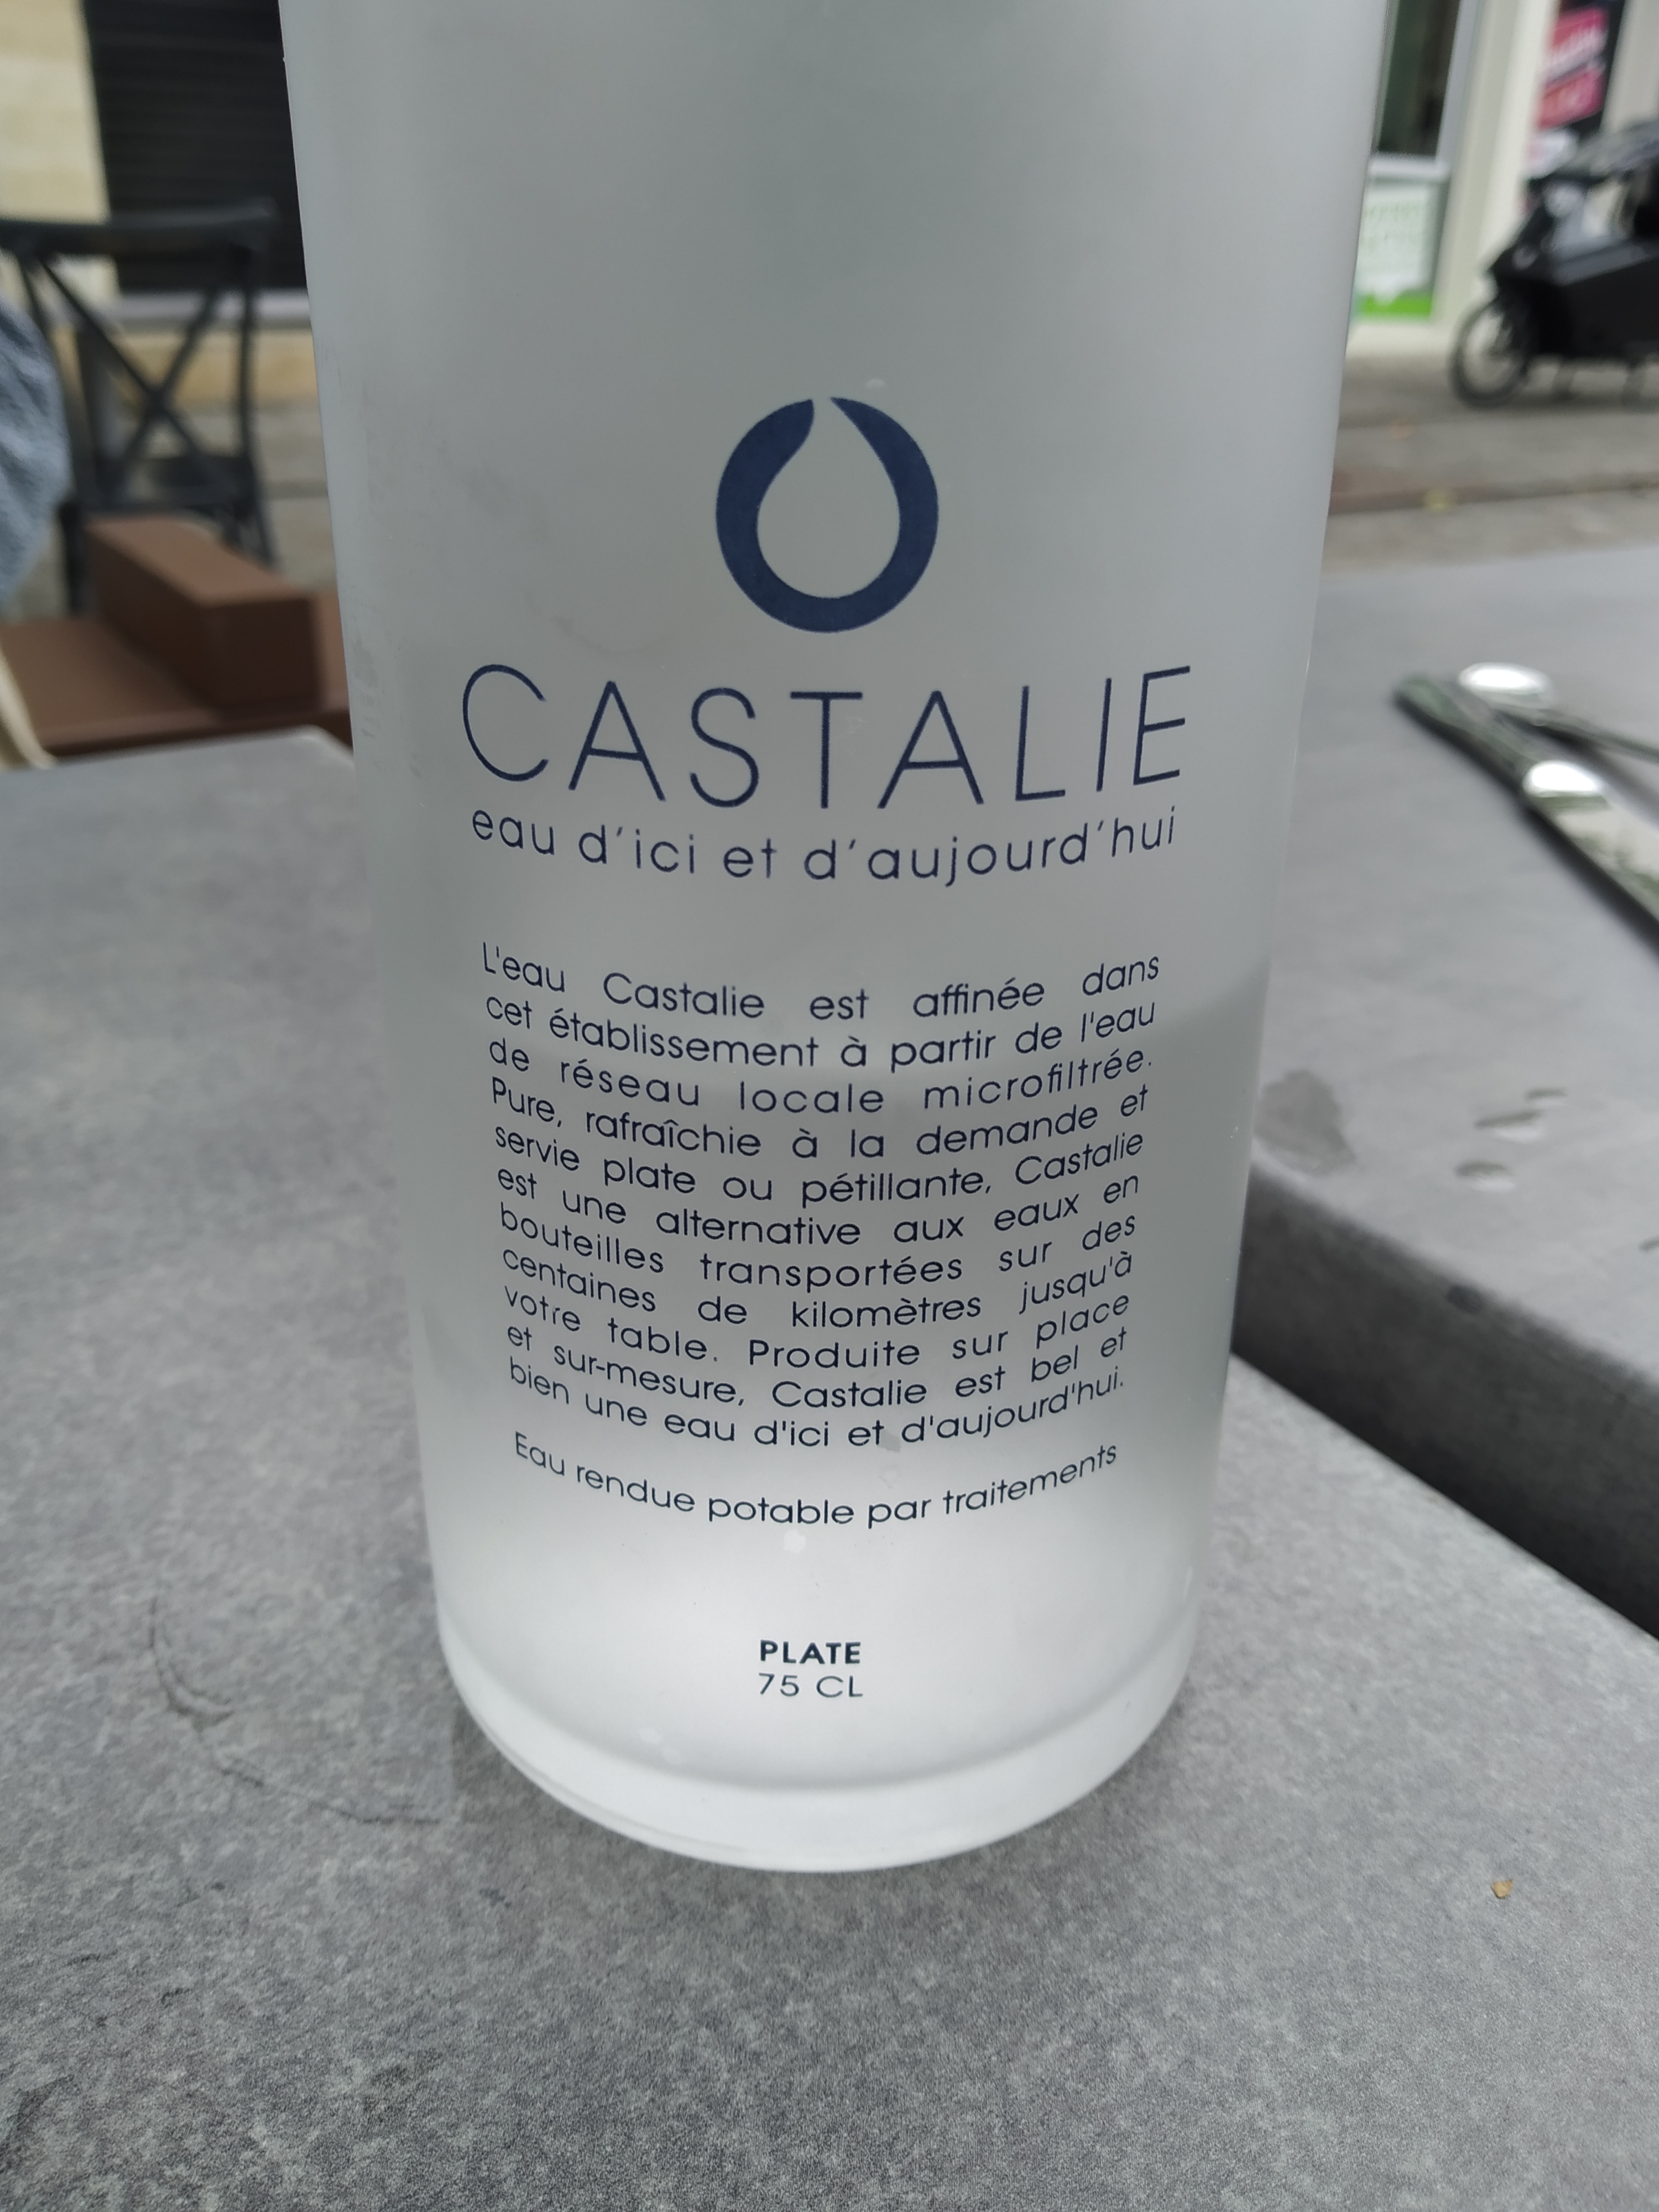 CASTALIE
eau d'ici et d'aujourd'hui
L'eau Castalie est affinée dans
cet établissement à partir de l'eau
de réseau locale microfiltrée.
Pure, rafraîchie à la demande et
servie plate ou pétillante, Castalie
est une alternative aux eaux en
bouteilles transportées sur des
centaines de kilomètres jusqu'à
votre table. Produite sur place
et sur-mesure, Castalie est bel et
bien une eau d'ici et d'aujourd'hui.
Eau rendue potable par traitements
PLATE
75 CL